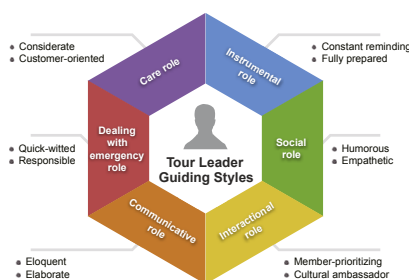 Considerate
Customer-oriented
Care role
Instrumental
role
Constant reminding
Fully prepared
Quick-witted
Responsible
Dealing
with
emergency
role
Tour Leader
Guiding Styles
Social
role
Humorous
Empathetic
Communicative
role
Interactional
role
Eloquent
Elaborate
Member-prioritizing
Cultural ambassador